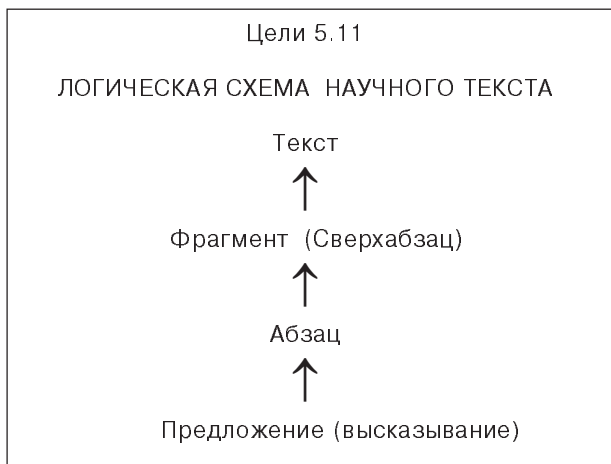 Цели 5.11
ЛОГИЧЕСКАЯ СХЕМА НАУЧНОГО ТЕКСТА
Текст
Фрагмент (Сверхабзац)
Абзац
Предложение (высказывание)